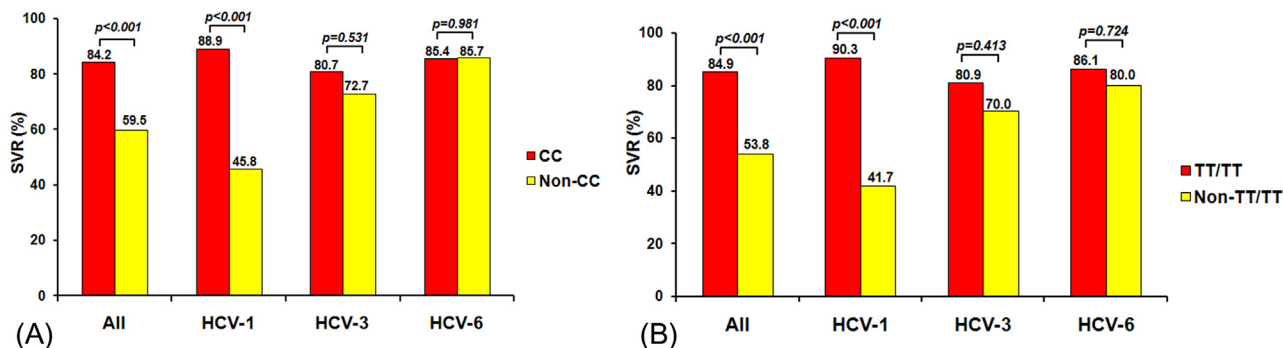 100
80
60
40
20
0
SVR (%)
p<0.001
84.2
59.5
p<0.001
88.9
45.8
p=0.531
80.7
72.7
p=0.981
85.4
85.7
CC
Non-CC
All
HCV-1
HCV-3
HCV-6
(A)
100
80
60
40
20
0
SVR (%)
p<0.001
84.9
53.8
p<0.001
90.3
41.7
p=0.413
80.9
70.0
p=0.724
86.1
80.0
TT/TT
Non-TT/TT
All
HCV-1
HCV-3
HCV-6
(B)